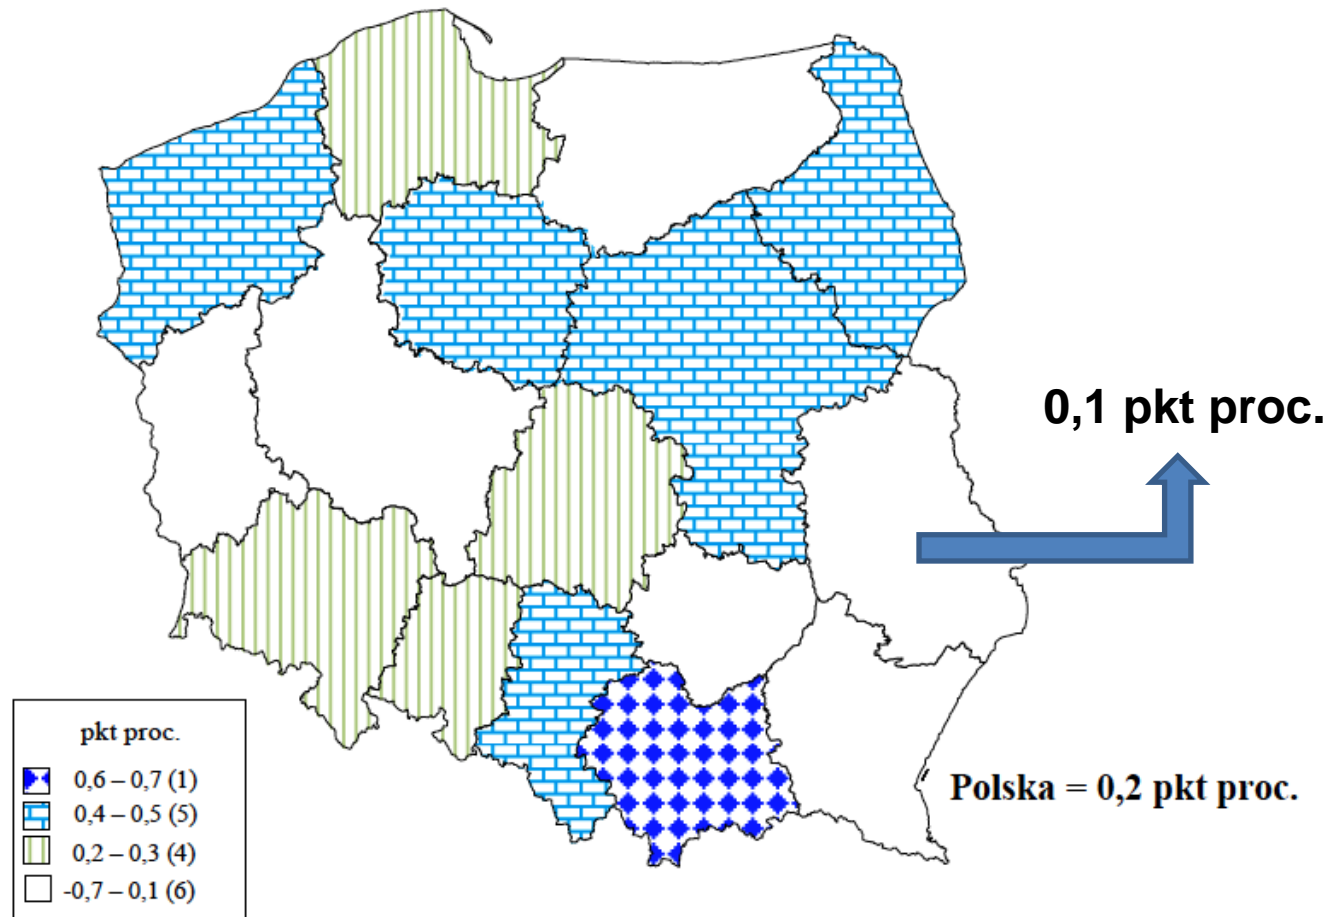 0,1 pkt proc.
Polska = 0,2 pkt proc.
pkt proc.
0,6 – 0,7 (1)
0,4 – 0,5 (5)
0,2 – 0,3 (4)
-0,7 – 0,1 (6)